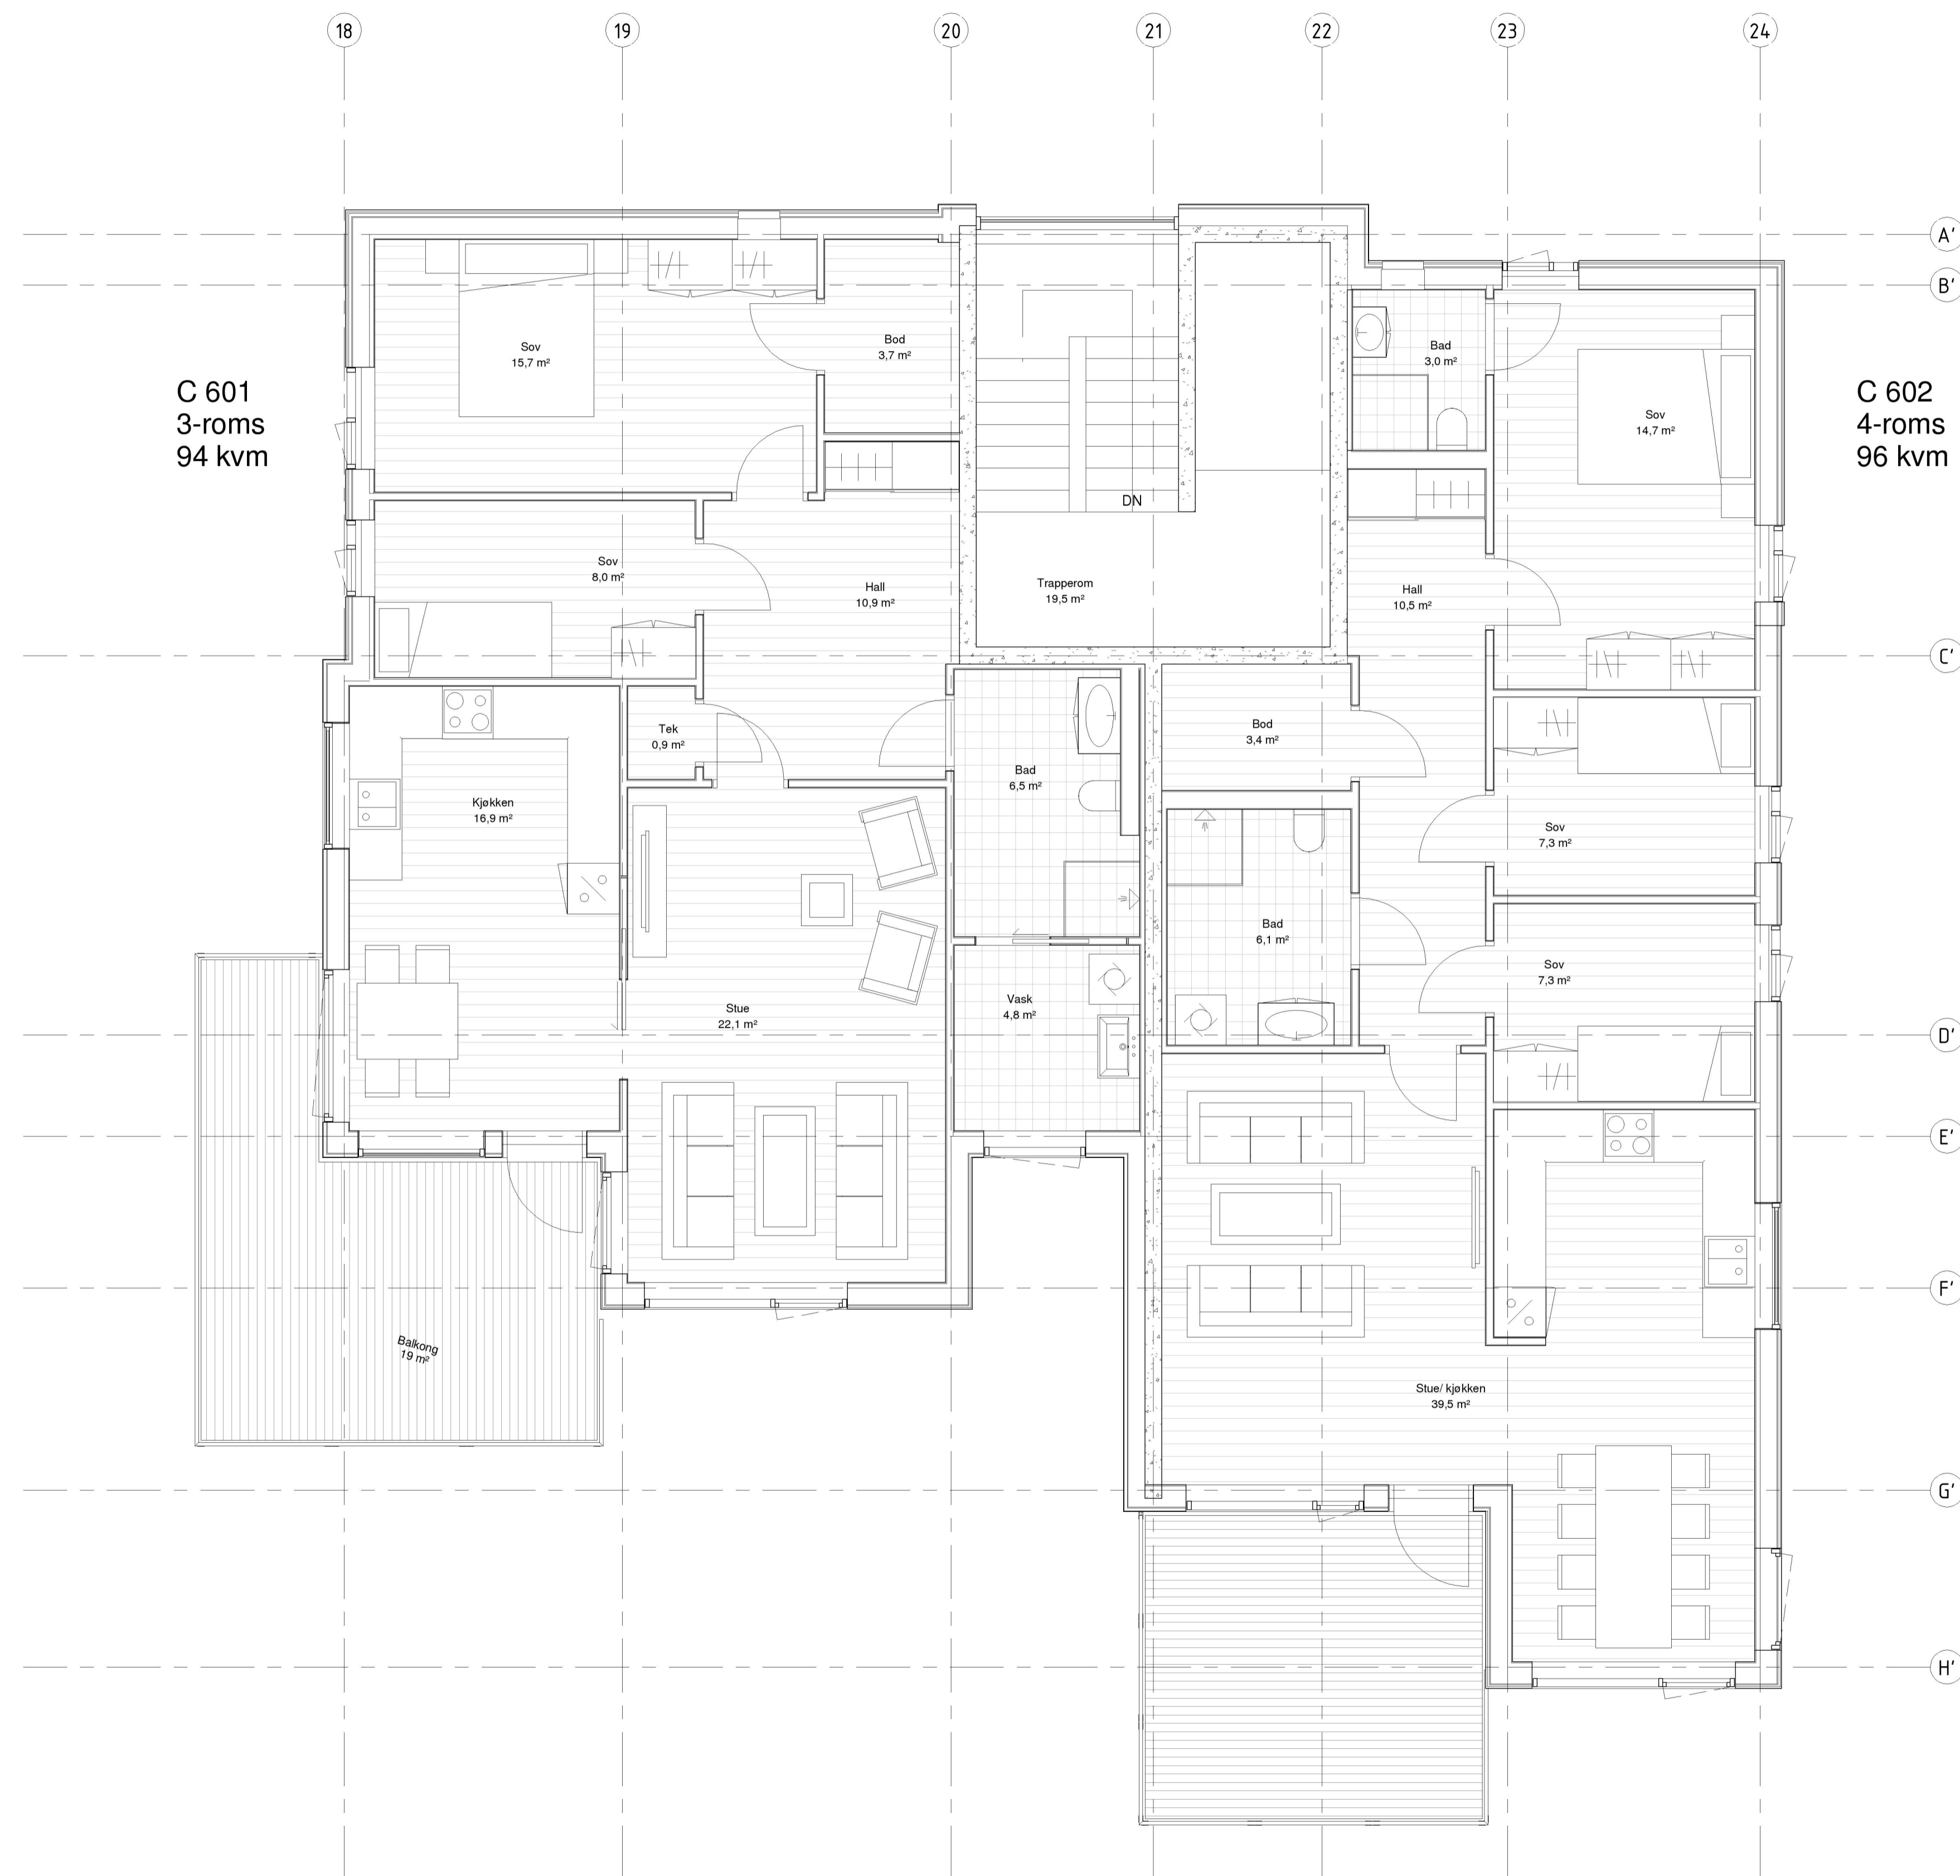 18
19
20
21
22
23
24
A'
B'
C 601
3-roms
94 kvm
Sov
15,7 m²
Bod
3,7 m²
Bad
3,0 m²
Sov
14,7 m²
C 602
4-roms
96 kvm
DN
Sov
8,0 m²
Hall
10,9 m²
Trapperom
19,5 m²
Hall
10,5 m²
C'
Tek
0,9 m²
Bod
3,4 m²
Kjøkken
16,9 m²
Bad
6,5 m²
Sov
7,3 m²
Bad
6,1 m²
Sov
7,3 m²
Stue
22,1 m²
Vask
4,8 m²
D'
E'
F'
Balkong
19 m²
Stue/ kjøkken
39,5 m²
G'
H'